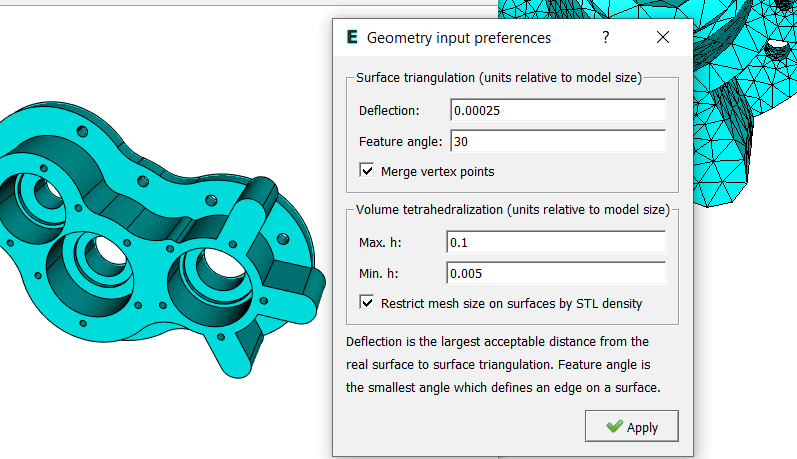 E Geometry input preferences ?
Surface triangulation (units relative to model size)
Deflection: 0.00025
Feature angle: 30
Merge vertex points
Volume tetrahedralization (units relative to model size)
Max. h: 0.1
Min. h: 0.005
Restrict mesh size on surfaces by STL density
Deflection is the largest acceptable distance from the
real surface to surface triangulation. Feature angle is
the smallest angle which defines an edge on a surface.
Apply